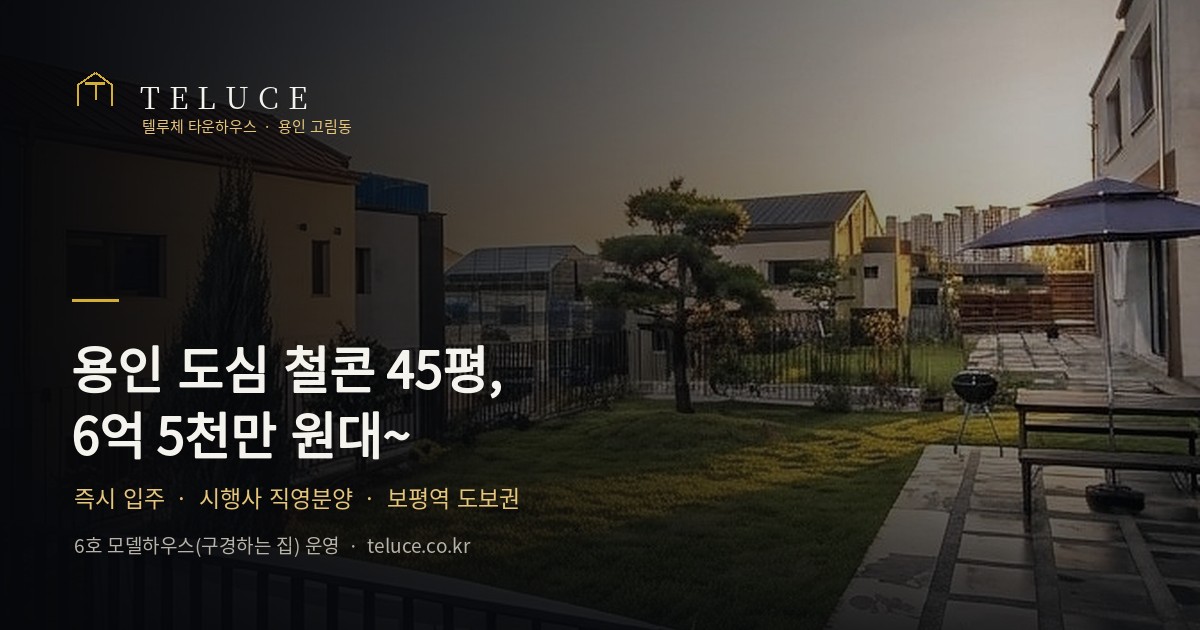 TELUCE
텔루체 타운하우스 · 용인 고림동
용인 도심 철콘 45평,
6억 5천만 원대~
즉시 입주 · 시행사 직영분양 · 보평역 도보권
6호 모델하우스(구경하는 집) 운영 · teluce.co.kr